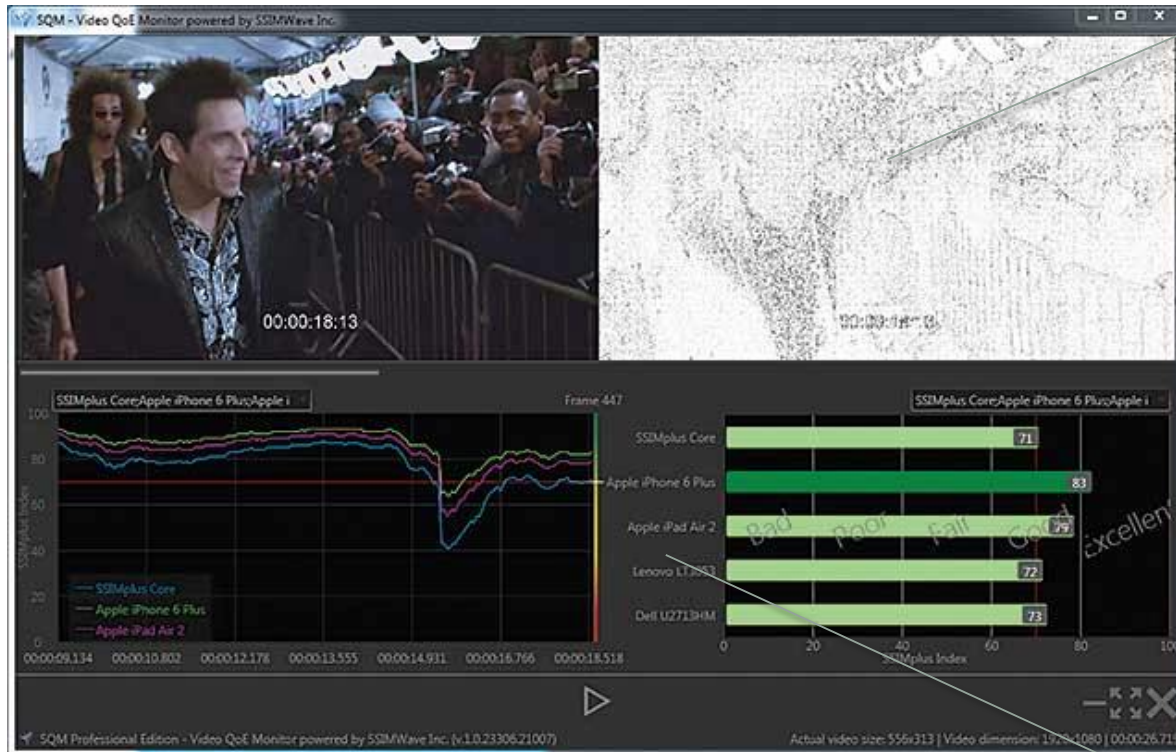 SQM - Video QoE Monitor powered by SSIMWave Inc.
00:00:18:13
SSIMplus Core;Apple iPhone 6 Plus;Apple i
Frame 447
SSIMplus Core;Apple iPhone 6 Plus;Apple i
100
80
60
40
20
0
SSIMplus Index
SSIMplus Core
Apple iPhone 6 Plus
Apple iPad Air 2
00:00:09.134 00:00:10.802 00:00:12.178 00:00:13.555 00:00:14.931 00:00:16.766 00:00:18.518
SSIMplus Core 71
Apple iPhone 6 Plus 83
Apple iPad Air 2 79
Lenovo LT3053 72
Dell U2713HM 73
Bad Poor Fair Good Excellen
0 20 40 60 80 100
SSIMplus Index
SQM Professional Edition - Video QoE Monitor powered by SSIMWave Inc. (v.1.0.23306.21007)
Actual video size: 556x313 | Video dimension: 1920x1080 | 00:00:26.71